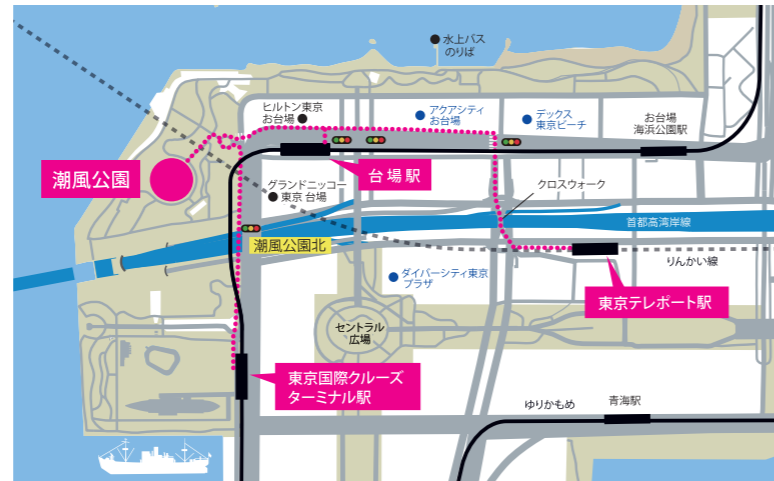 水上バス
のりば
ヒルトン東京
お台場
アクアシティ
お台場
デックス
東京ビーチ
お台場
海浜公園駅
潮風公園
台場駅
グランドニッコー
東京 台場
クロスウォーク
首都高湾岸線
潮風公園北
りんかい線
ダイバーシティ東京
プラザ
東京テレポート駅
セントラル
広場
東京国際クルーズ
ターミナル駅
ゆりかもめ
青海駅